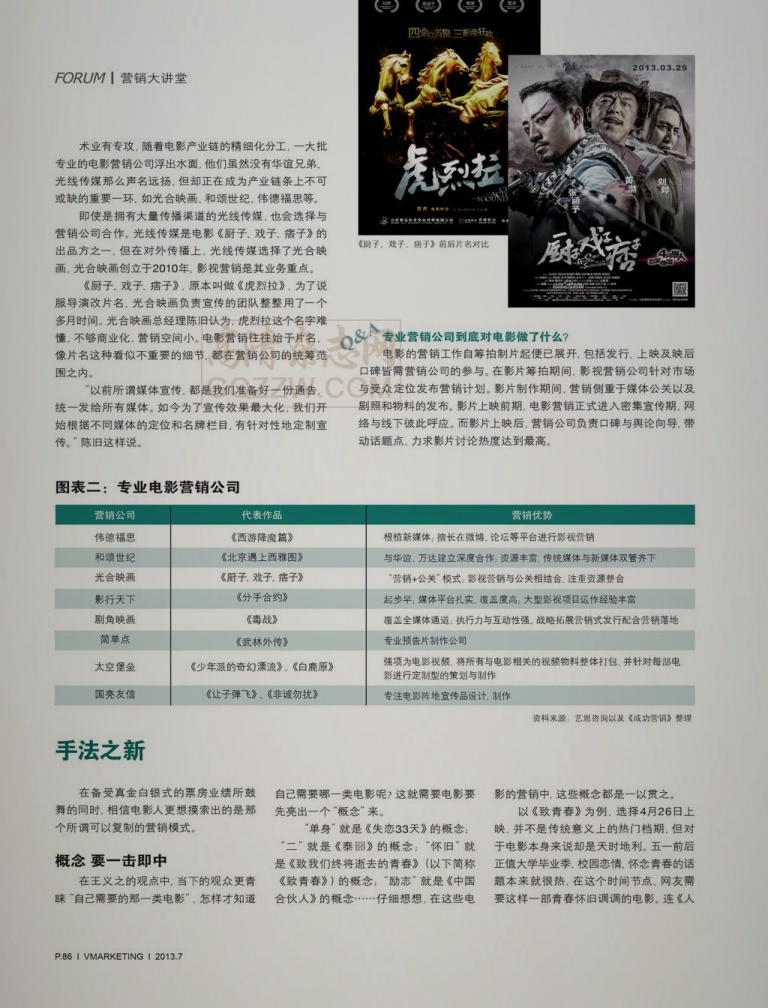 FORUM | 营销大讲堂
术业有专攻，随着电影产业链的精细化分工，一大批
专业的电影营销公司浮出水面，他们虽然没有华谊兄弟、
光线传媒那么声名远扬，但却正在成为产业链条上不可
或缺的重要一环，如光合映画、和颂世纪、伟德福思等。
即使是拥有大量传播渠道的光线传媒，也会选择与
营销公司合作。光线传媒是电影《厨子、戏子、痞子》的
出品方之一，但在对外传播上，光线传媒选择了光合映
画，光合映画创立于2010年，影视营销是其业务重点。
《厨子、戏子、痞子》，原本叫做《虎烈拉》，为了说
服导演改片名，光合映画负责宣传的团队整整用了一个
多月时间。光合映画总经理陈旧认为，虎烈拉这个名字难
懂，不够商业化，营销空间小。电影营销往往始于片名，
像片名这种看似不重要的细节，都在营销公司的统筹范
围之内。
“以前所谓媒体宣传，都是我们准备好一份通告，
统一发给所有媒体。如今为了宣传效果最大化，我们开
始根据不同媒体的定位和名牌栏目，有针对性地定制宣
传。”陈旧这样说。
四金 首聚 三影帝狂欢
虎烈拉
2013.03.29
张涵予
黄渤
刘烨
厨子戏子痞子
《厨子、戏子、痞子》前后片名对比
Q&A
专业营销公司到底对电影做了什么？
电影的营销工作自筹拍制片起便已展开，包括发行，上映及映后
口碑皆需营销公司的参与。在影片筹拍期间，影视营销公司针对市场
与受众定位发布营销计划。影片制作期间，营销侧重于媒体公关以及
剧照和物料的发布。影片上映前期，电影营销正式进入密集宣传期，网
络与线下彼此呼应。而影片上映后，营销公司负责口碑与舆论向导，带
动话题点，力求影片讨论热度达到最高。
高清杂志网
GQZZW.COM
图表二：专业电影营销公司
营销公司 代表作品 营销优势
伟德福思 《西游降魔篇》 根植新媒体；擅长在微博、论坛等平台进行影视营销
和颂世纪 《北京遇上西雅图》 与华谊、万达建立深度合作；资源丰富，传统媒体与新媒体双管齐下
光合映画 《厨子，戏子，痞子》 “营销+公关”模式；影视营销与公关相结合，注重资源整合
影行天下 《分手合约》 起步早；媒体平台扎实，覆盖度高；大型影视项目运作经验丰富
剧角映画 《毒战》 覆盖全媒体通道；执行力与互动性强，战略拓展营销式发行配合营销落地
简单点 《武林外传》 专业预告片制作公司
太空堡垒 《少年派的奇幻漂流》、《白鹿原》 强项为电影视频，将所有与电影相关的视频物料整体打包，并针对每部电
影进行定制型的策划与制作
国亮友信 《让子弹飞》、《非诚勿扰》 专注电影阵地宣传品设计，制作
资料来源：艺恩咨询以及《成功营销》整理
手法之新
在备受真金白银式的票房业绩所鼓
舞的同时，相信电影人更想摸索出的是那
个所谓可以复制的营销模式。
概念 要一击即中
在王义之的观点中，当下的观众更青
睐“自己需要的那一类电影”，怎样才知道
自己需要哪一类电影呢？这就需要电影要
先亮出一个“概念”来。
“单身”就是《失恋33天》的概念；
“二”就是《泰囧》的概念；“怀旧”就
是《致我们终将逝去的青春》（以下简称
《致青春》）的概念；“励志”就是《中国
合伙人》的概念……仔细想想，在这些电
影的营销中，这些概念都是一以贯之。
以《致青春》为例，选择4月26日上
映，并不是传统意义上的热门档期，但对
于电影本身来说却是天时地利。五一前后
正值大学毕业季，校园恋情、怀念青春的话
题本来就很热，在这个时间节点，网友需
要这样一部青春怀旧调调的电影。连《人
P.86 | VMARKETING | 2013.7